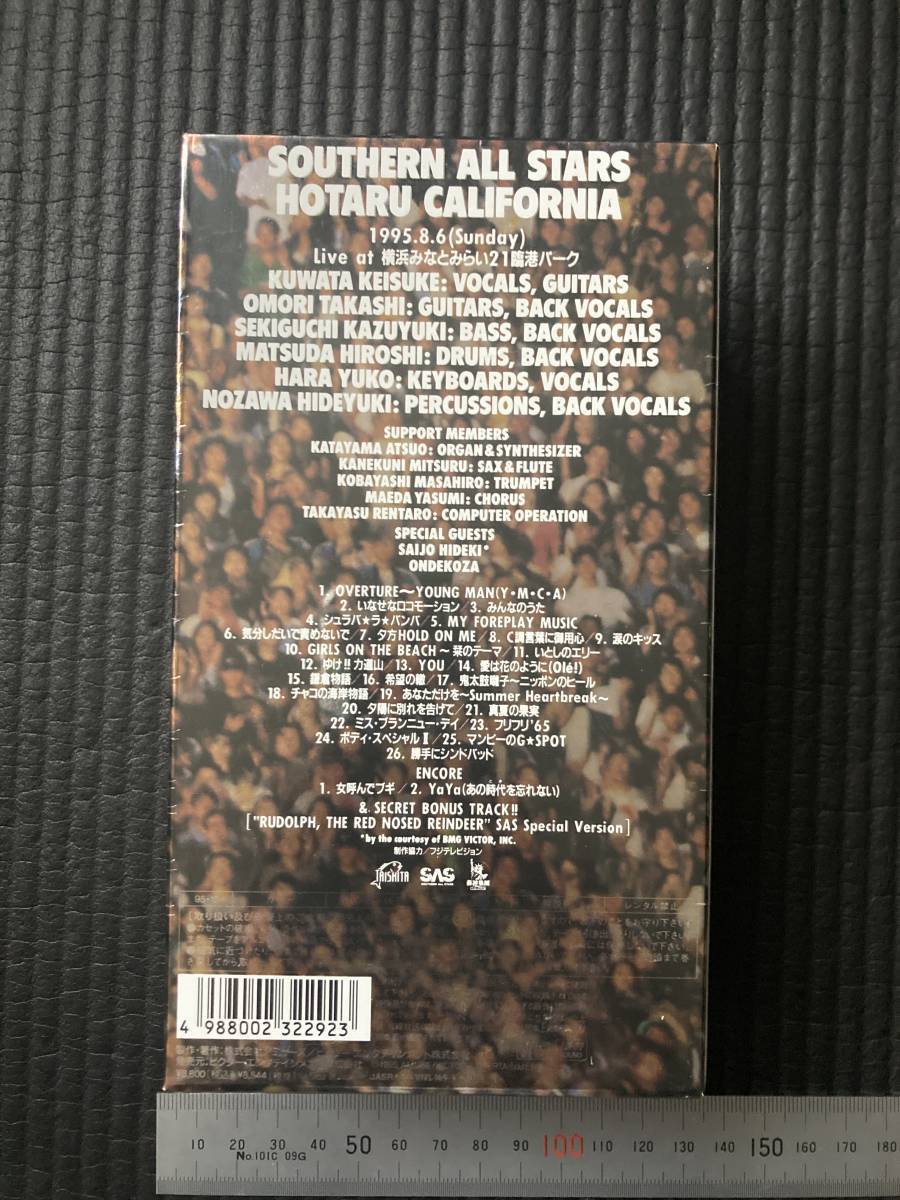 SOUTHERN ALL STARS
HOTARU CALIFORNIA
1995.8.6(Sunday)
Live at 横浜みなとみらい21臨港パーク
KUWATA KEISUKE: VOCALS, GUITARS
OMORI TAKASHI: GUITARS, BACK VOCALS
SEKIGUCHI KAZUYUKI: BASS, BACK VOCALS
MATSUDA HIROSHI: DRUMS, BACK VOCALS
HARA YUKO: KEYBOARDS, VOCALS
NOZAWA HIDEYUKI: PERCUSSIONS, BACK VOCALS
SUPPORT MEMBERS
KATAYAMA ATSUO: ORGAN & SYNTHESIZER
KANEKUNI MITSURU: SAX & FLUTE
KOBAYASHI MASAHIRO: TRUMPET
MAEDA YASUMI: CHORUS
TAKAYASU RENTARO: COMPUTER OPERATION
SPECIAL GUESTS
SAIJO HIDEKI*
ONDEKOZA
1. OVERTURE〜YOUNG MAN(Y・M・C・A)
2. いなせなロコモーション/3. みんなのうた
4. シュラバ★ラ★バンバ/5. MY FOREPLAY MUSIC
6. 気分しだいで責めないで/7. 夕方HOLD ON ME/8. C調言葉に御用心/9. 涙のキッス
10. GIRLS ON THE BEACH〜栞のテーマ/11. いとしのエリー
12. ゆけ!!力道山/13. YOU/14. 愛は花のように(Olé!)
15. 鎌倉物語/16. 希望の轍/17. 鬼太鼓囃子〜ニッポンのヒール
18. チャコの海岸物語/19. あなただけを〜Summer Heartbreak〜
20. 夕陽に別れを告げて/21. 真夏の果実
22. ミス・ブランニュー・デイ/23. フリフリ'65
24. ボディ・スペシャルⅡ/25. マンピーのG★SPOT
26. 勝手にシンドバッド
ENCORE
1. 女呼んでブギ/2. YaYa(あの時代を忘れない)
& SECRET BONUS TRACK!!
["RUDOLPH, THE RED NOSED REINDEER" SAS Special Version]
*by the courtesy of BMG VICTOR, INC.
制作協力/フジテレビジョン
TAISHITA SAS
SOUTHERN ALL STARS
レンタル禁止
4 988002 322923
10 20 30 40 50 60 70 80 90 100 110 120 130 140 150 160 170 180
No.101C 09G